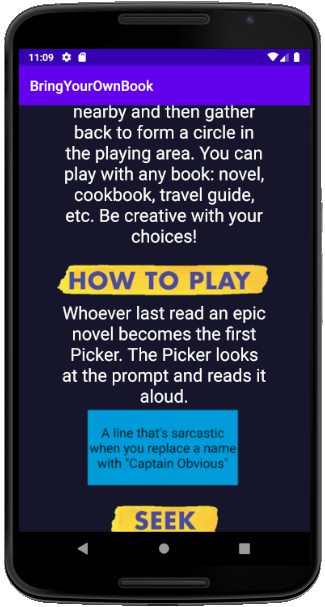 11:09
BringYourOwnBook
nearby and then gather
back to form a circle in
the playing area. You can
play with any book: novel,
cookbook, travel guide,
etc. Be creative with your
choices!
HOW TO PLAY
Whoever last read an epic
novel becomes the first
Picker. The Picker looks
at the prompt and reads it
aloud.
A line that's sarcastic
when you replace a name
with "Captain Obvious"
SEEK